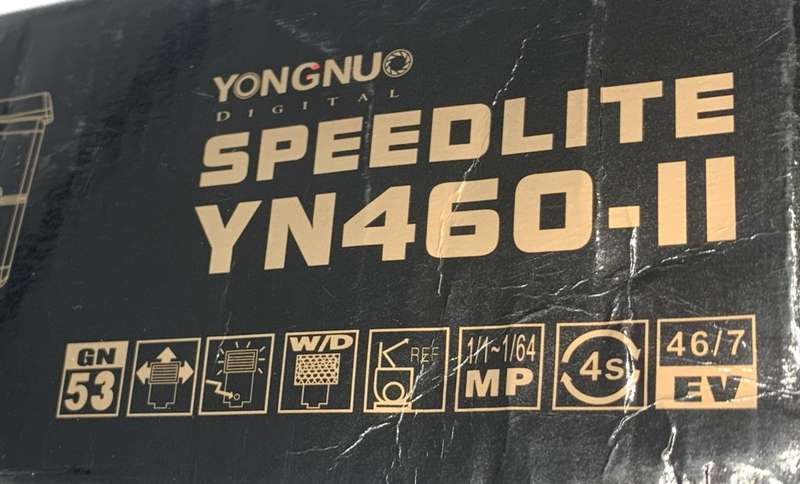 YONGNUO
DIGITAL
SPEEDLITE
YN460-II
GN
53
W/D
REF
1/1~1/64
MP
4s
46/7
EV